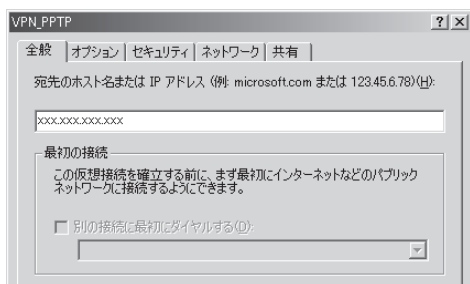 VPN_PPTP
全般 オプション セキュリティ ネットワーク 共有
宛先のホスト名または IP アドレス (例: microsoft.com または 123.45.6.78)(H):
xxx.xxx.xxx.xxx
最初の接続
この仮想接続を確立する前に、まず最初にインターネットなどのパブリック
ネットワークに接続するようにできます。
別の接続に最初にダイヤルする(D):